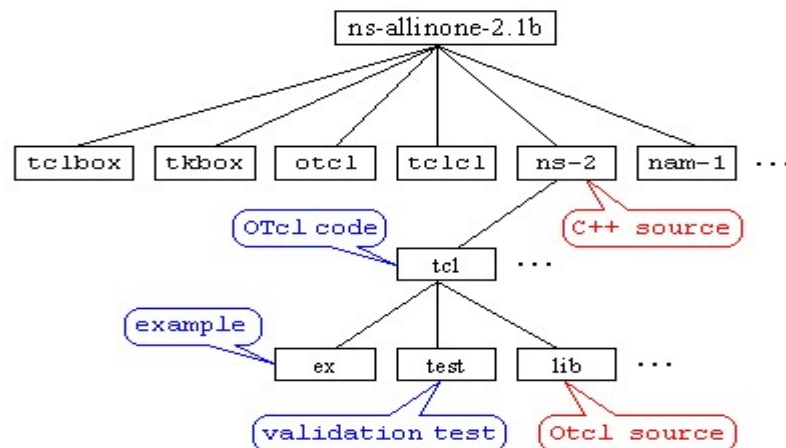 ns-allinone-2.1b
tclbox tkbox otcl tclcl ns-2 nam-1 ...
OTcl code C++ source
tcl ...
example
ex test lib ...
validation test Otcl source